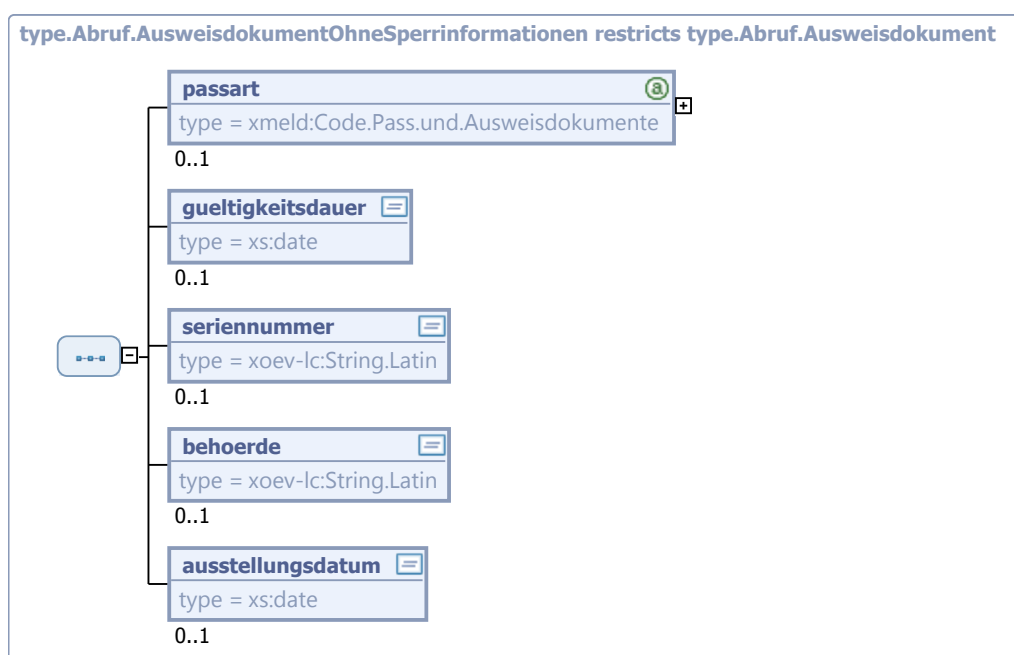 type.Abruf.AusweisdokumentOhneSperrinformationen restricts type.Abruf.Ausweisdokument
passart
type = xmeld:Code.Pass.und.Ausweisdokumente
0..1
gueltigkeitsdauer
type = xs:date
0..1
seriennummer
type = xoev-lc:String.Latin
0..1
behoerde
type = xoev-lc:String.Latin
0..1
ausstellungsdatum
type = xs:date
0..1